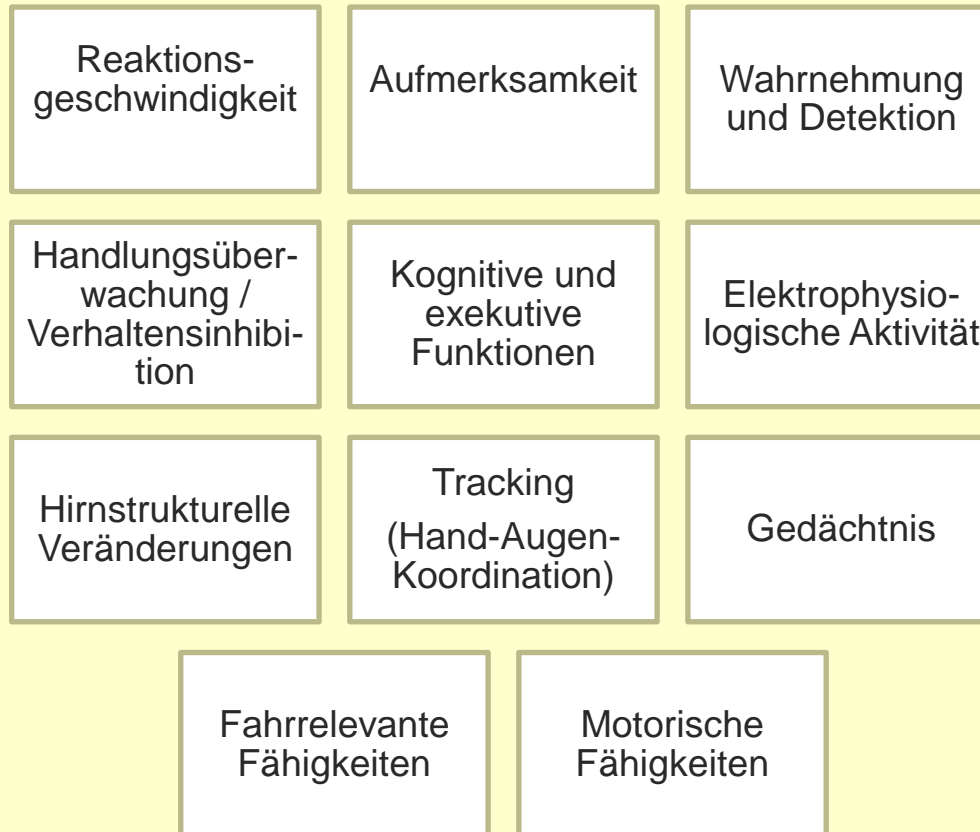 Reaktions-
geschwindigkeit
Aufmerksamkeit
Wahrnehmung
und Detektion
Handlungsüber-
wachung /
Verhaltensinhibi-
tion
Kognitive und
exekutive
Funktionen
Elektrophysio-
logische Aktivität
Hirnstrukturelle
Veränderungen
Tracking
(Hand-Augen-
Koordination)
Gedächtnis
Fahrrelevante
Fähigkeiten
Motorische
Fähigkeiten